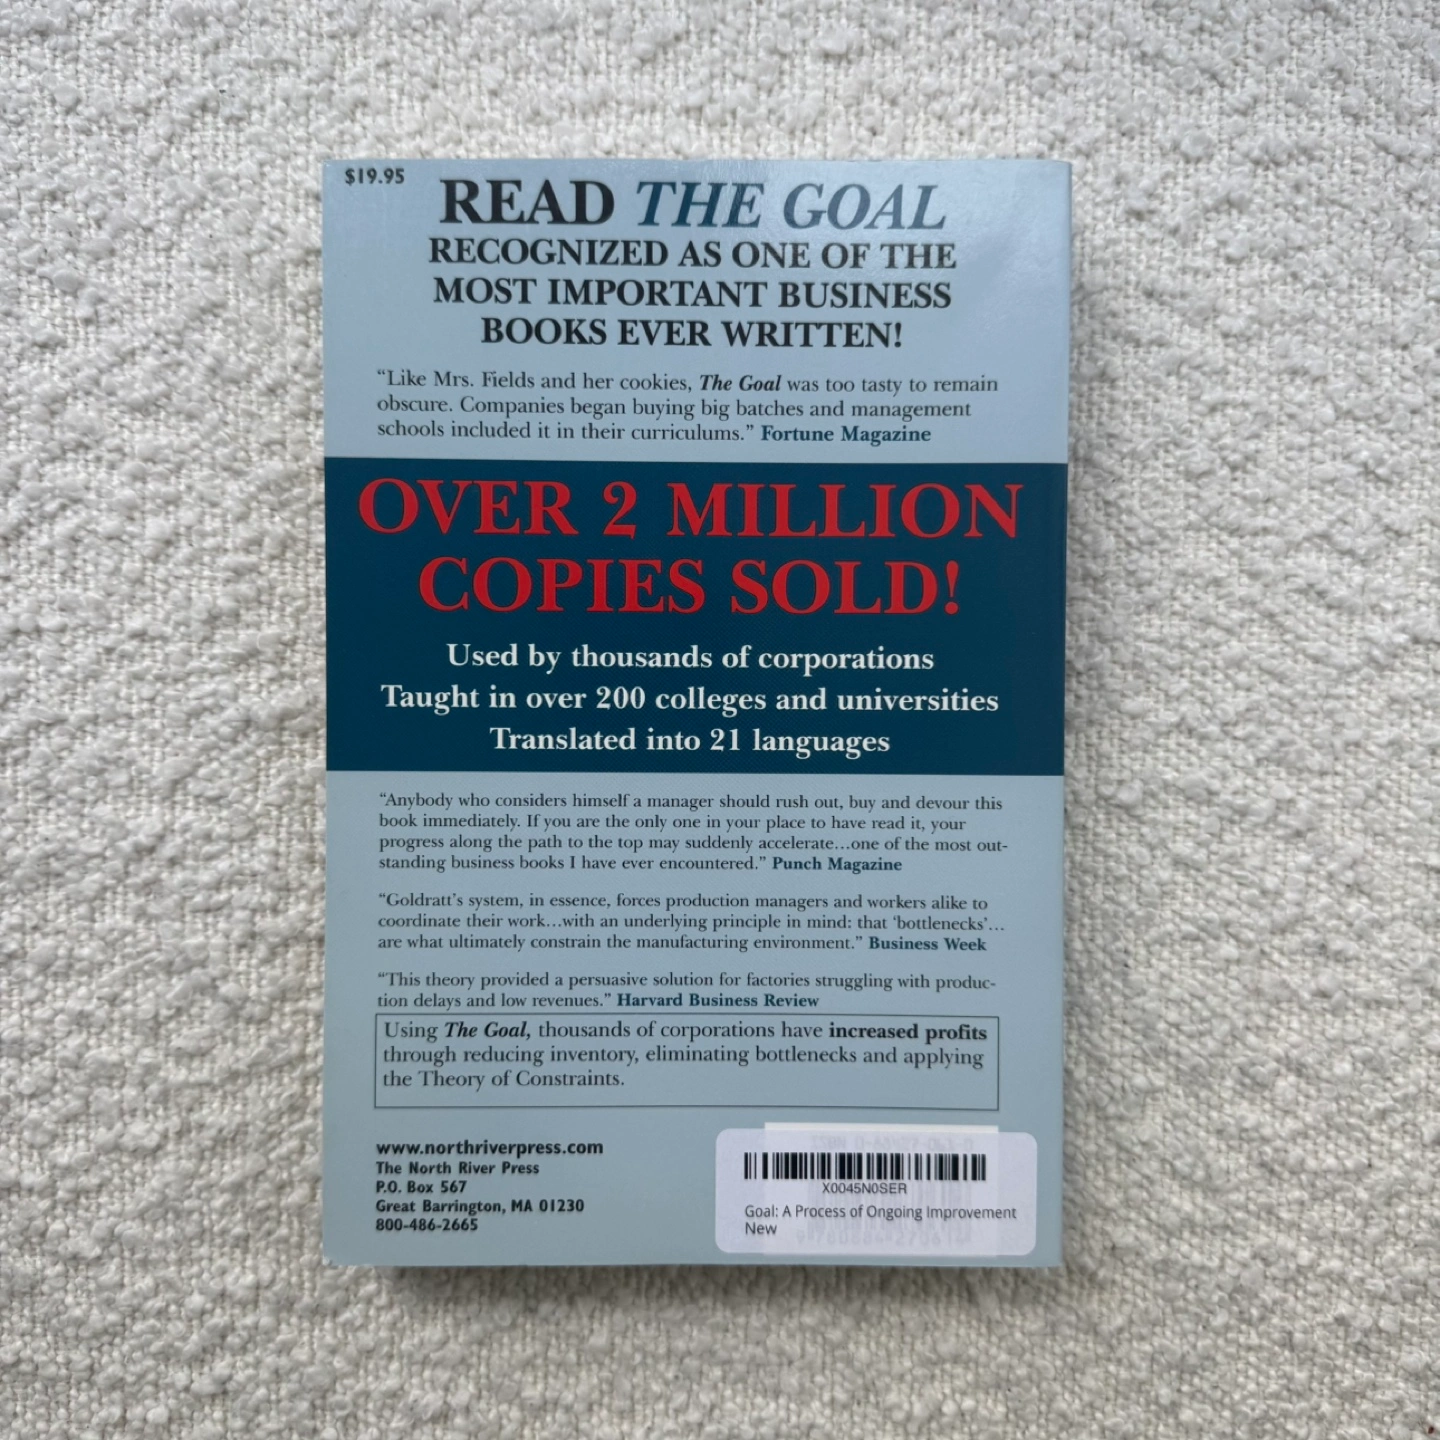 $19.95
READ THE GOAL
RECOGNIZED AS ONE OF THE
MOST IMPORTANT BUSINESS
BOOKS EVER WRITTEN!
“Like Mrs. Fields and her cookies, The Goal was too tasty to remain
obscure. Companies began buying big batches and management
schools included it in their curriculums.” Fortune Magazine
OVER 2 MILLION
COPIES SOLD!
Used by thousands of corporations
Taught in over 200 colleges and universities
Translated into 21 languages
“Anybody who considers himself a manager should rush out, buy and devour this
book immediately. If you are the only one in your place to have read it, your
progress along the path to the top may suddenly accelerate...one of the most out-
standing business books I have ever encountered.” Punch Magazine
“Goldratt’s system, in essence, forces production managers and workers alike to
coordinate their work...with an underlying principle in mind: that ‘bottlenecks’...
are what ultimately constrain the manufacturing environment.” Business Week
“This theory provided a persuasive solution for factories struggling with produc-
tion delays and low revenues.” Harvard Business Review
Using The Goal, thousands of corporations have increased profits
through reducing inventory, eliminating bottlenecks and applying
the Theory of Constraints.
www.northriverpress.com
The North River Press
P.O. Box 567
Great Barrington, MA 01230
800-486-2665
X0045N0SER
Goal: A Process of Ongoing Improvement
New